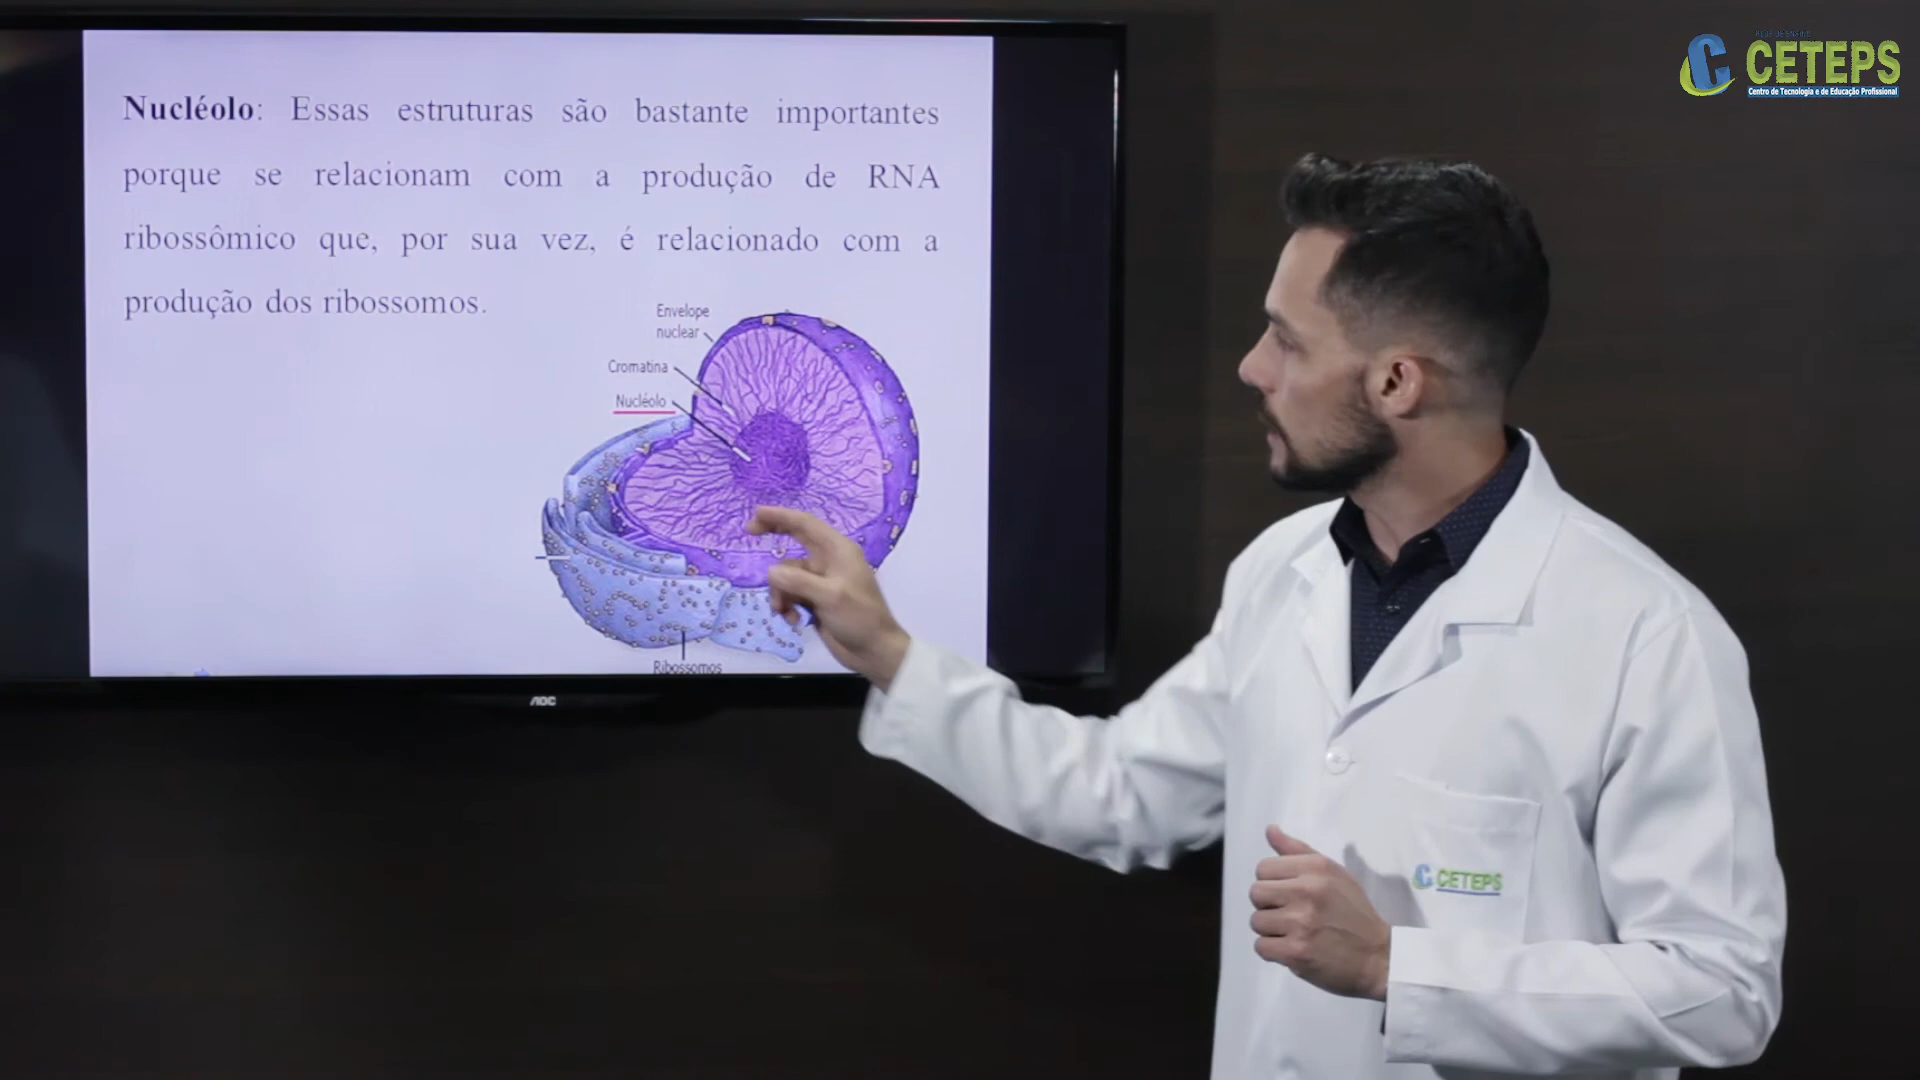 Nucléolo: Essas estruturas são bastante importantes
porque se relacionam com a produção de RNA
ribossômico que, por sua vez, é relacionado com a
produção dos ribossomos.
Envelope
nuclear
Cromatina
Nucléolo
Ribossomos
AOC
CETEPS
Centro de Tecnologia e de Educação Profissional
CETEPS